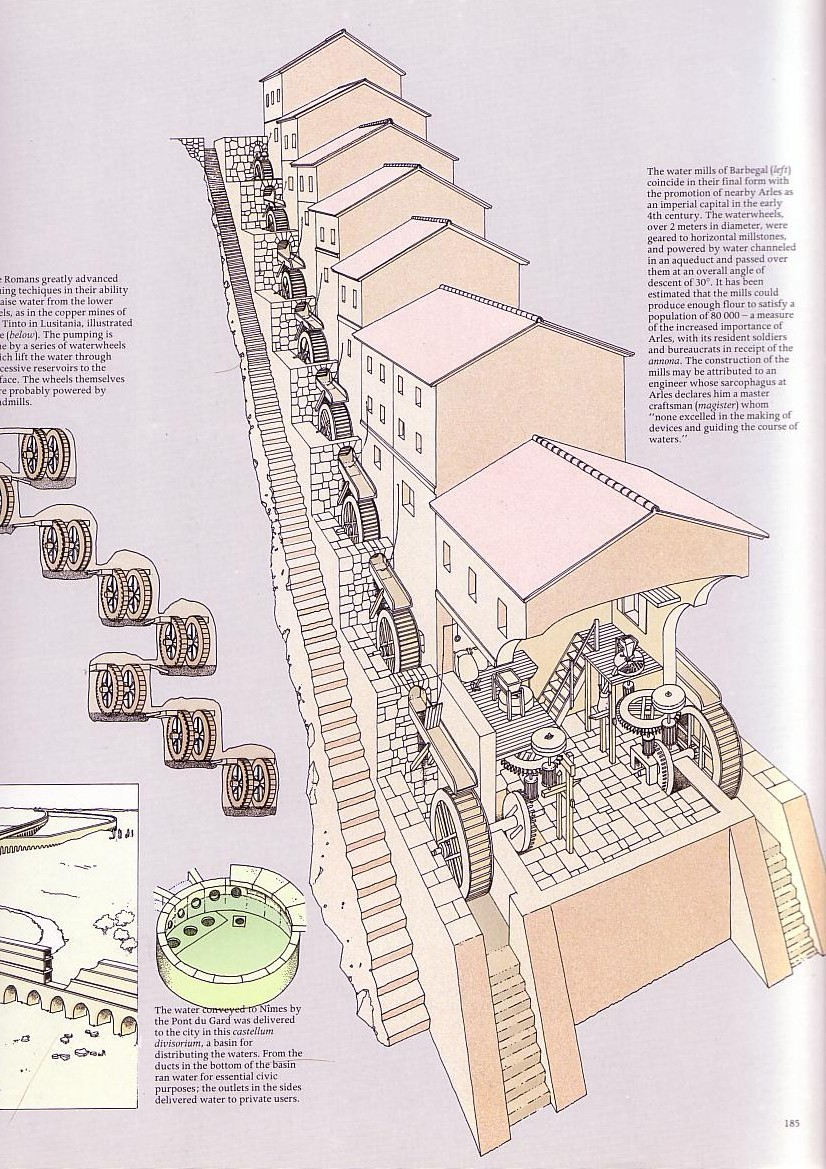 Romans greatly advanced
techiques in their ability
raise water from the lower
as in the copper mines of
Tinto in Lusitania, illustrated
(below). The pumping is
by a series of waterwheels
lift the water through
reservoirs to the
The wheels themselves
probably powered by
The water mills of Barbegal (left)
coincide in their final form with
the promotion of nearby Arles as
an imperial capital in the early
4th century. The waterwheels,
over 2 meters in diameter, were
geared to horizontal millstones,
and powered by water channeled
in an aqueduct and passed over
them at an overall angle of
descent of 30°. It has been
estimated that the mills could
produce enough flour to satisfy a
population of 80 000 – a measure
of the increased importance of
Arles, with its resident soldiers
and bureaucrats in receipt of the
annona. The construction of the
mills may be attributed to an
engineer whose sarcophagus at
Arles declares him a master
craftsman (magister) whom
"none excelled in the making of
devices and guiding the course of
waters."
The water conveyed to Nîmes by
the Pont du Gard was delivered
to the city in this castellum
divisorium, a basin for
distributing the waters. From the
ducts in the bottom of the basin
ran water for essential civic
purposes; the outlets in the sides
delivered water to private users.
185